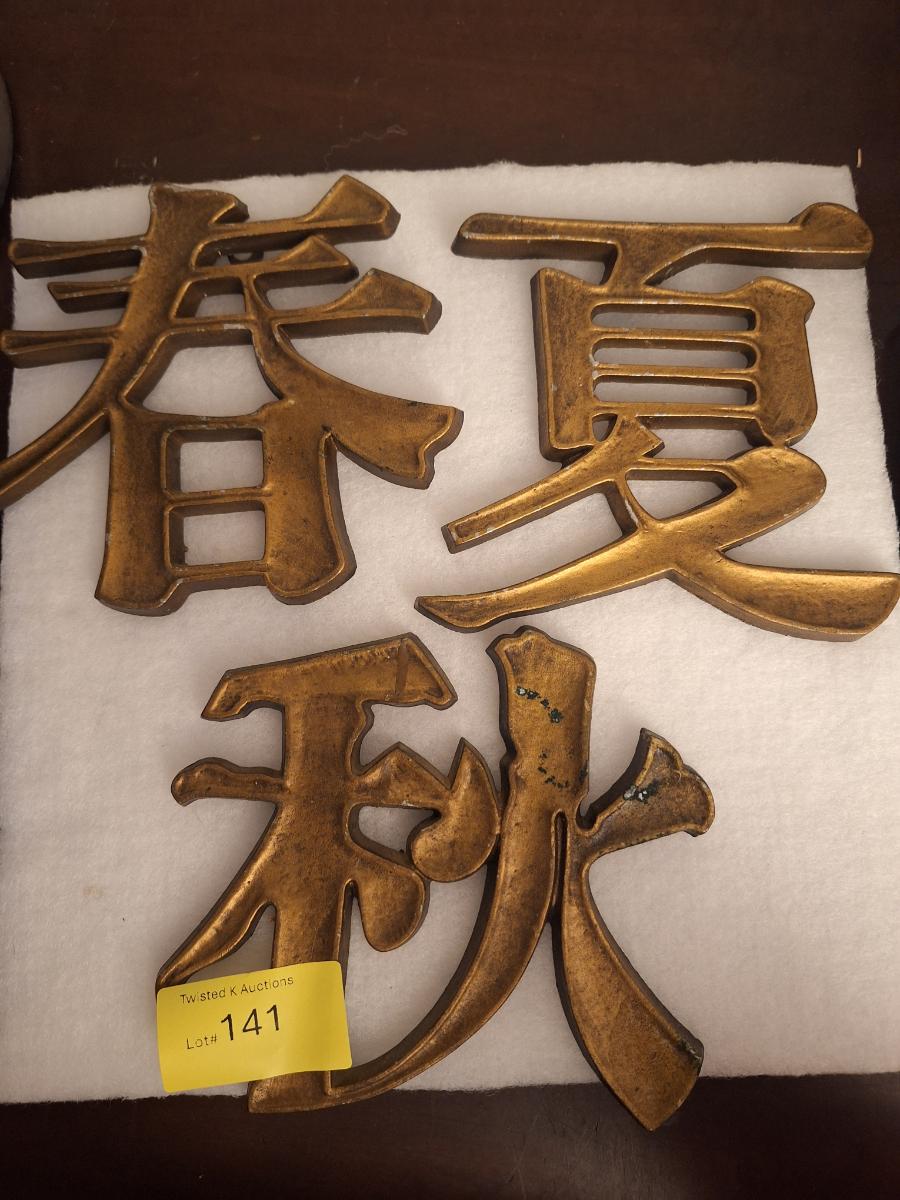 春 夏
秋
Twisted K Auctions
Lot# 141